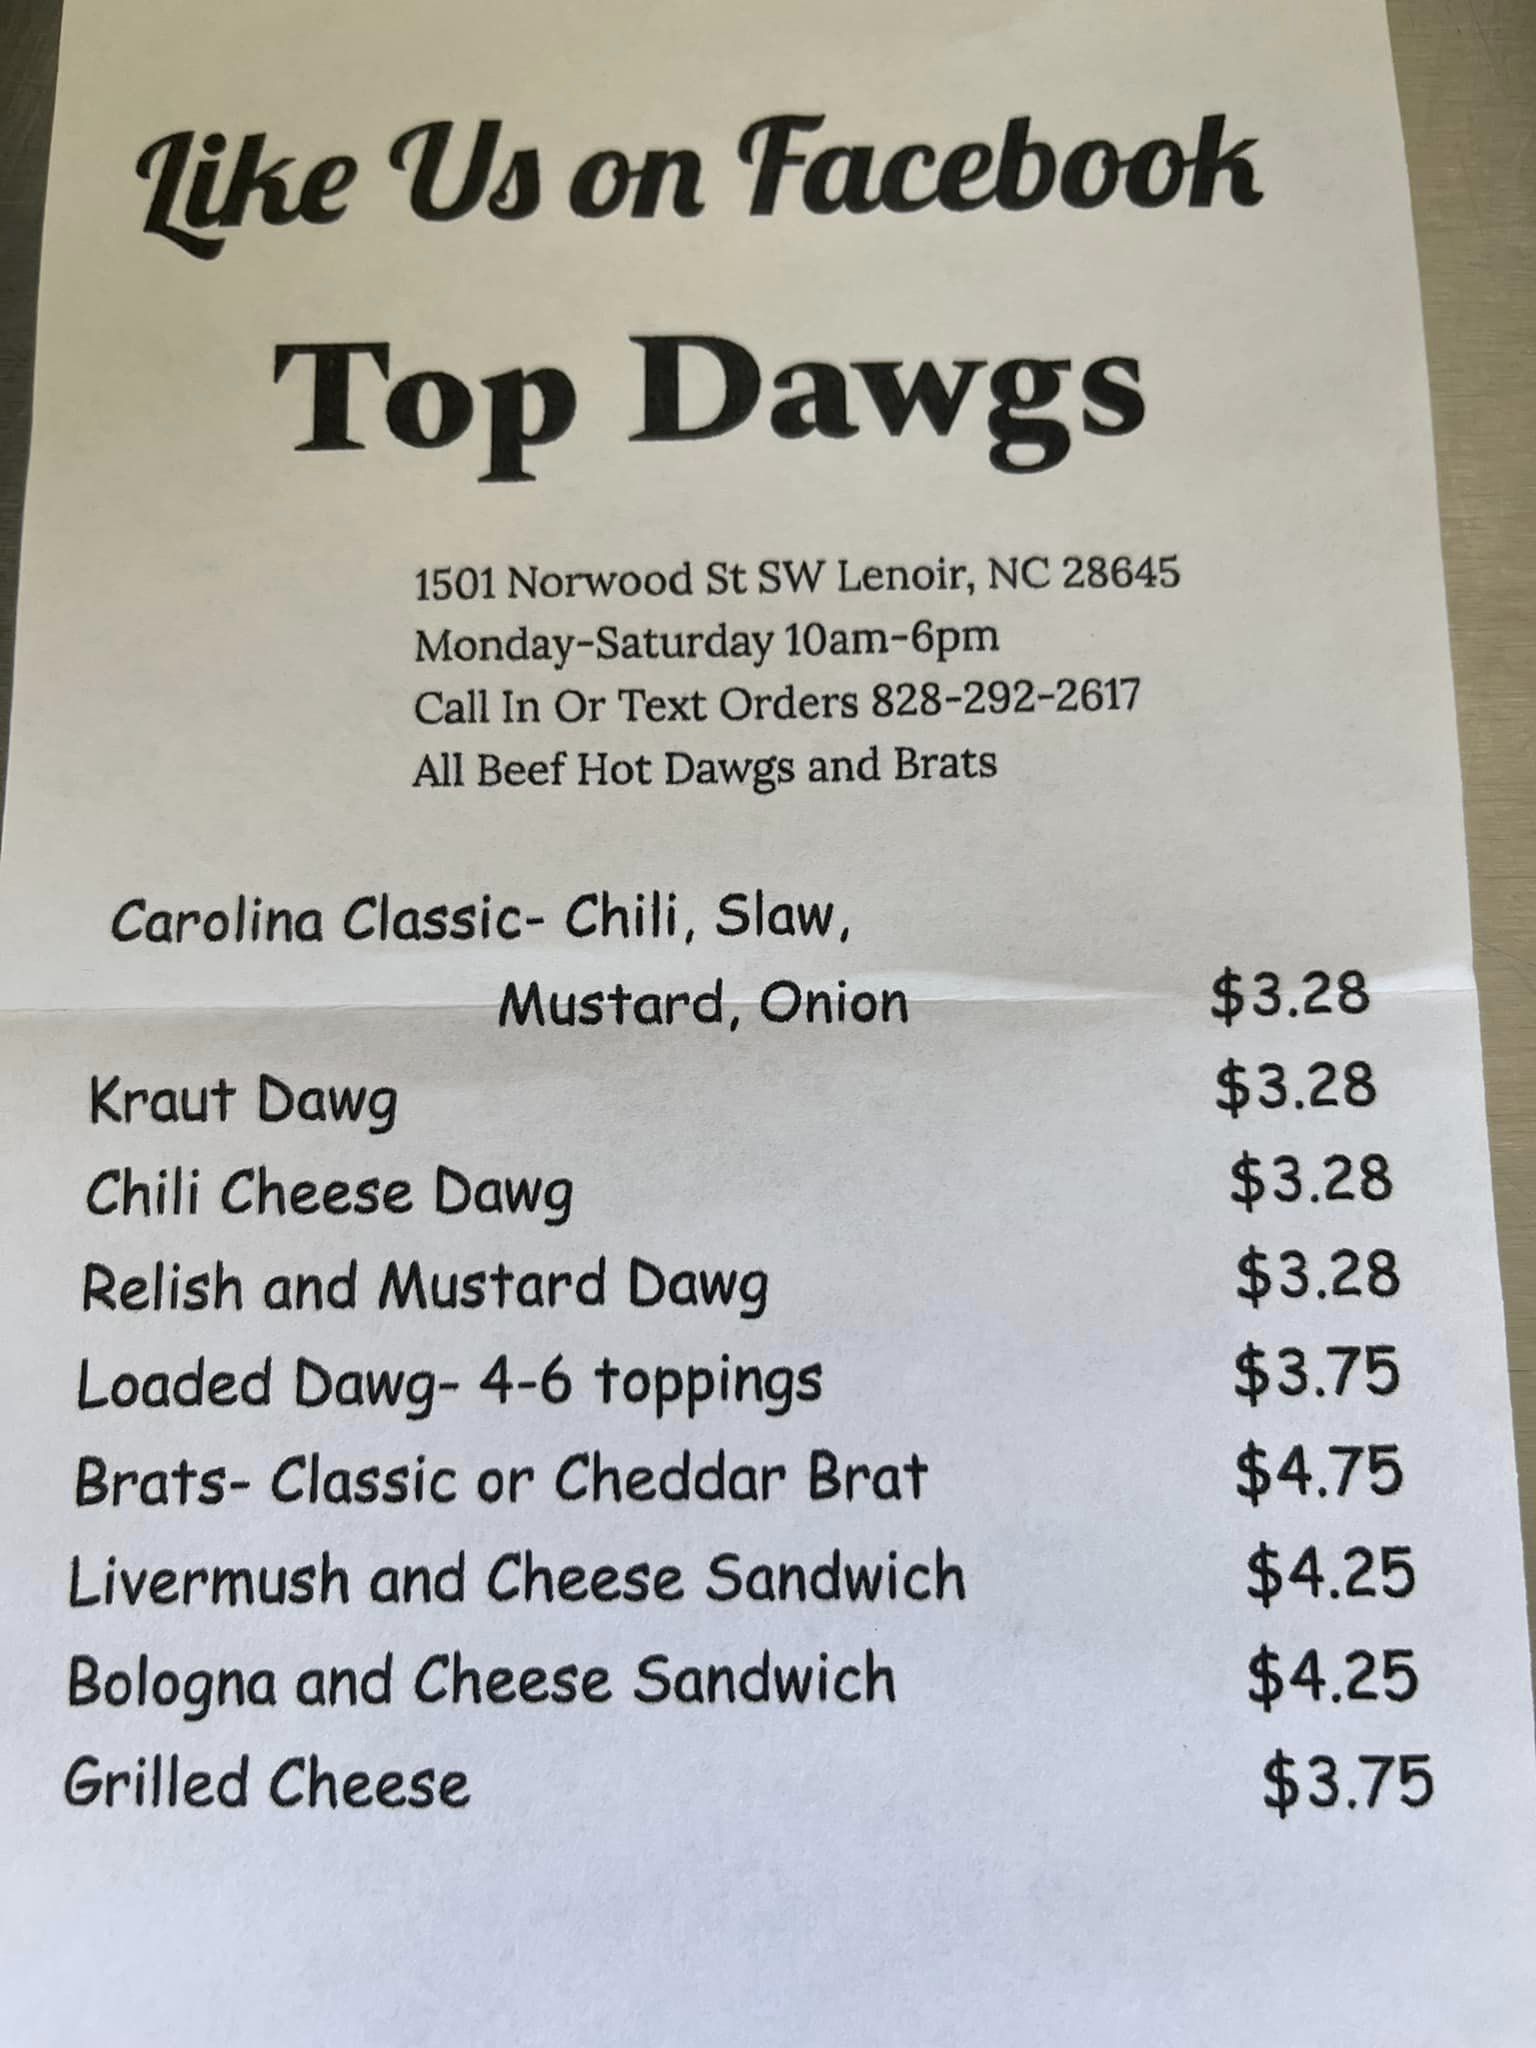 Like Us on Facebook
Top Dawgs
1501 Norwood St SW Lenoir, NC 28645
Monday-Saturday 10am-6pm
Call In Or Text Orders 828-292-2617
All Beef Hot Dawgs and Brats
Carolina Classic- Chili, Slaw,
Mustard, Onion $3.28
Kraut Dawg $3.28
Chili Cheese Dawg $3.28
Relish and Mustard Dawg $3.28
Loaded Dawg- 4-6 toppings $3.75
Brats- Classic or Cheddar Brat $4.75
Livermush and Cheese Sandwich $4.25
Bologna and Cheese Sandwich $4.25
Grilled Cheese $3.75